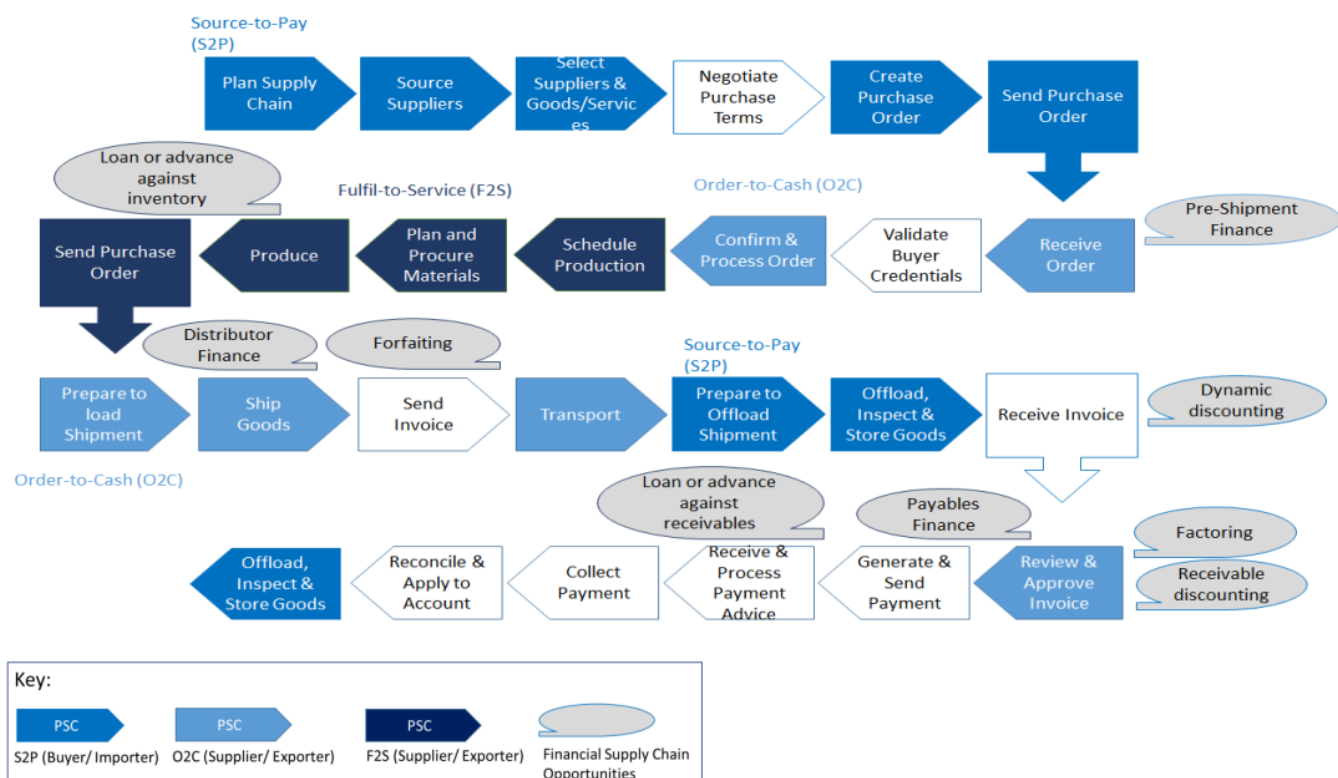 Source-to-Pay
(S2P)
Plan Supply
Chain
Source
Suppliers
Select
Suppliers &
Goods/Servic
es
Negotiate
Purchase
Terms
Create
Purchase
Order
Send Purchase
Order
Loan or advance
against
inventory
Fulfil-to-Service (F2S)
Order-to-Cash (O2C)
Pre-Shipment
Finance
Send Purchase
Order
Produce
Plan and
Procure
Materials
Schedule
Production
Confirm &
Process Order
Validate
Buyer
Credentials
Receive
Order
Distributor
Finance
Forfaiting
Source-to-Pay
(S2P)
Prepare to
load
Shipment
Ship
Goods
Send
Invoice
Transport
Prepare to
Offload
Shipment
Offload,
Inspect &
Store Goods
Receive Invoice
Dynamic
discounting
Order-to-Cash (O2C)
Loan or advance
against
receivables
Payables
Finance
Factoring
Receivable
discounting
Offload,
Inspect &
Store Goods
Reconcile &
Apply to
Account
Collect
Payment
Receive &
Process
Payment
Advice
Generate &
Send
Payment
Review &
Approve
Invoice
Key:
PSC
S2P (Buyer/ Importer)
PSC
O2C (Supplier/ Exporter)
PSC
F2S (Supplier/ Exporter)
Financial Supply Chain
Opportunities